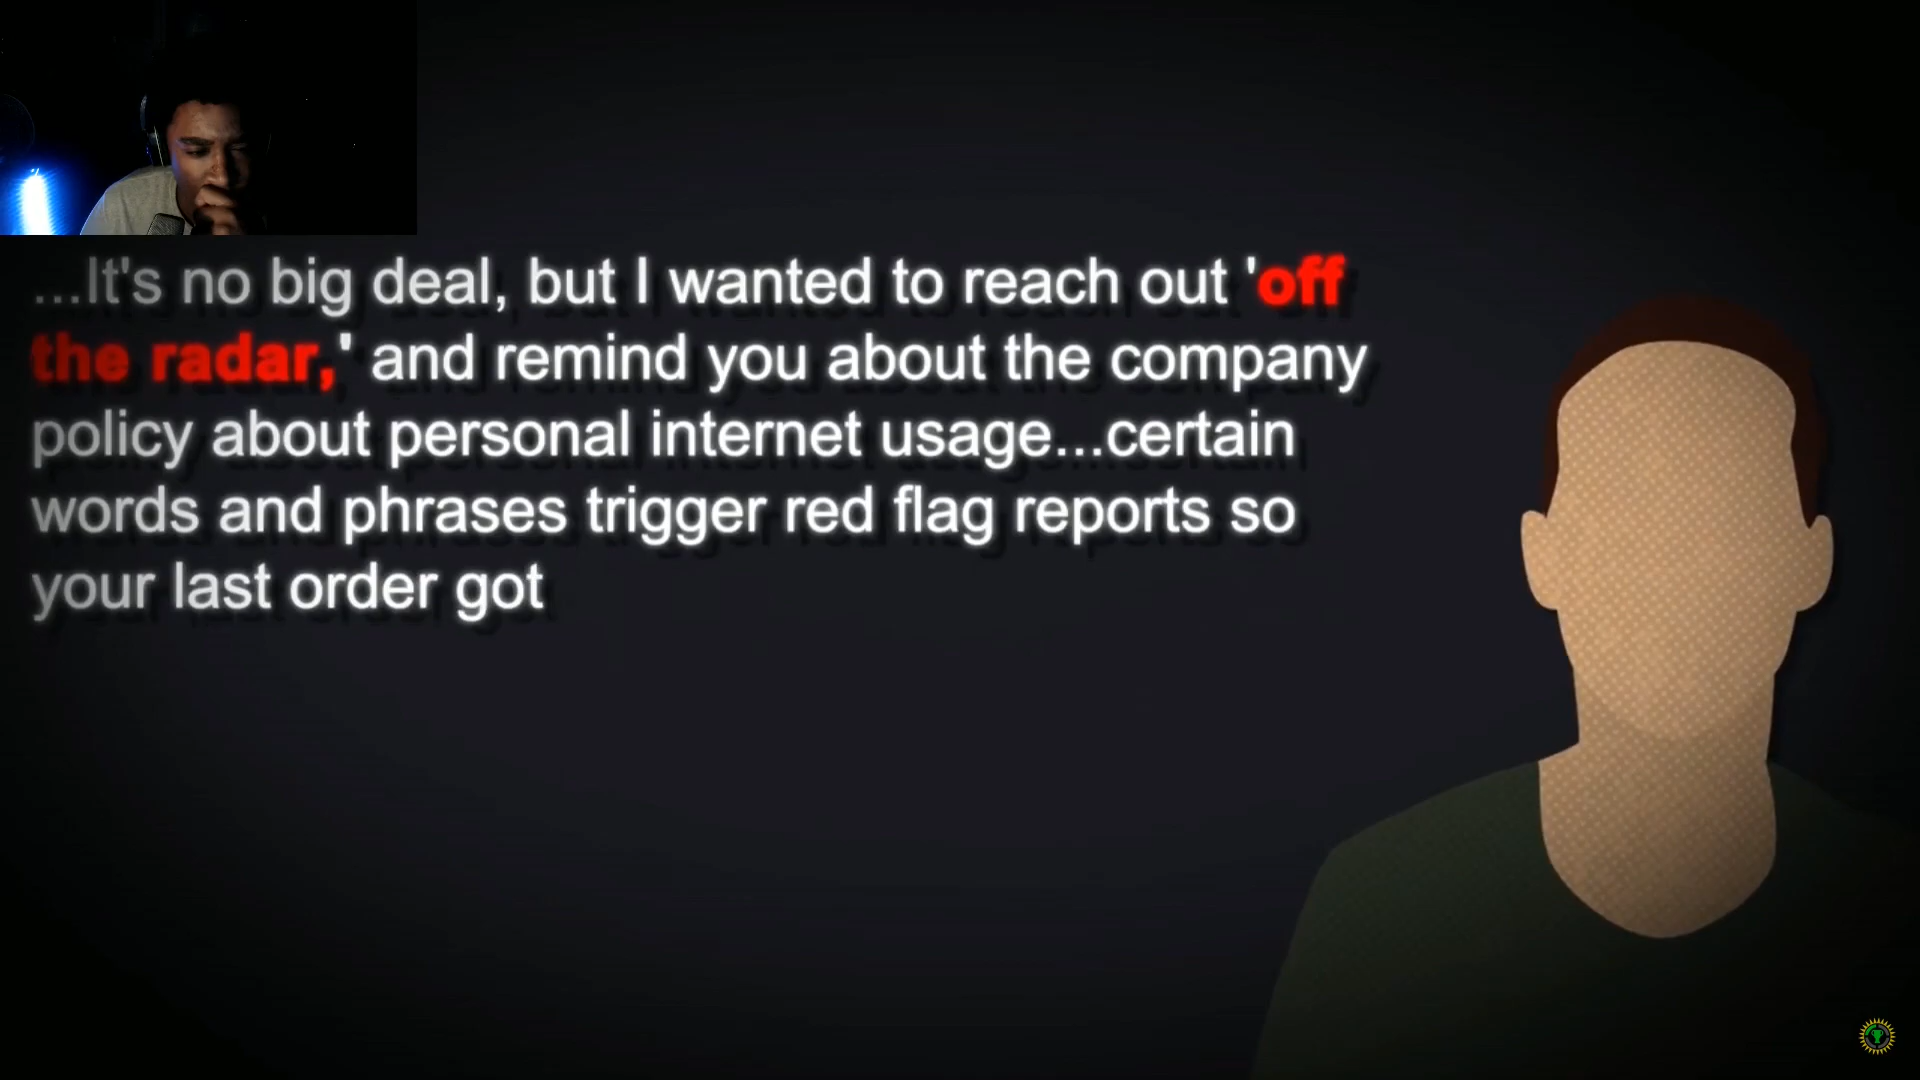 ...It's no big deal, but I wanted to reach out 'off
the radar,' and remind you about the company
policy about personal internet usage...certain
words and phrases trigger red flag reports so
your last order got